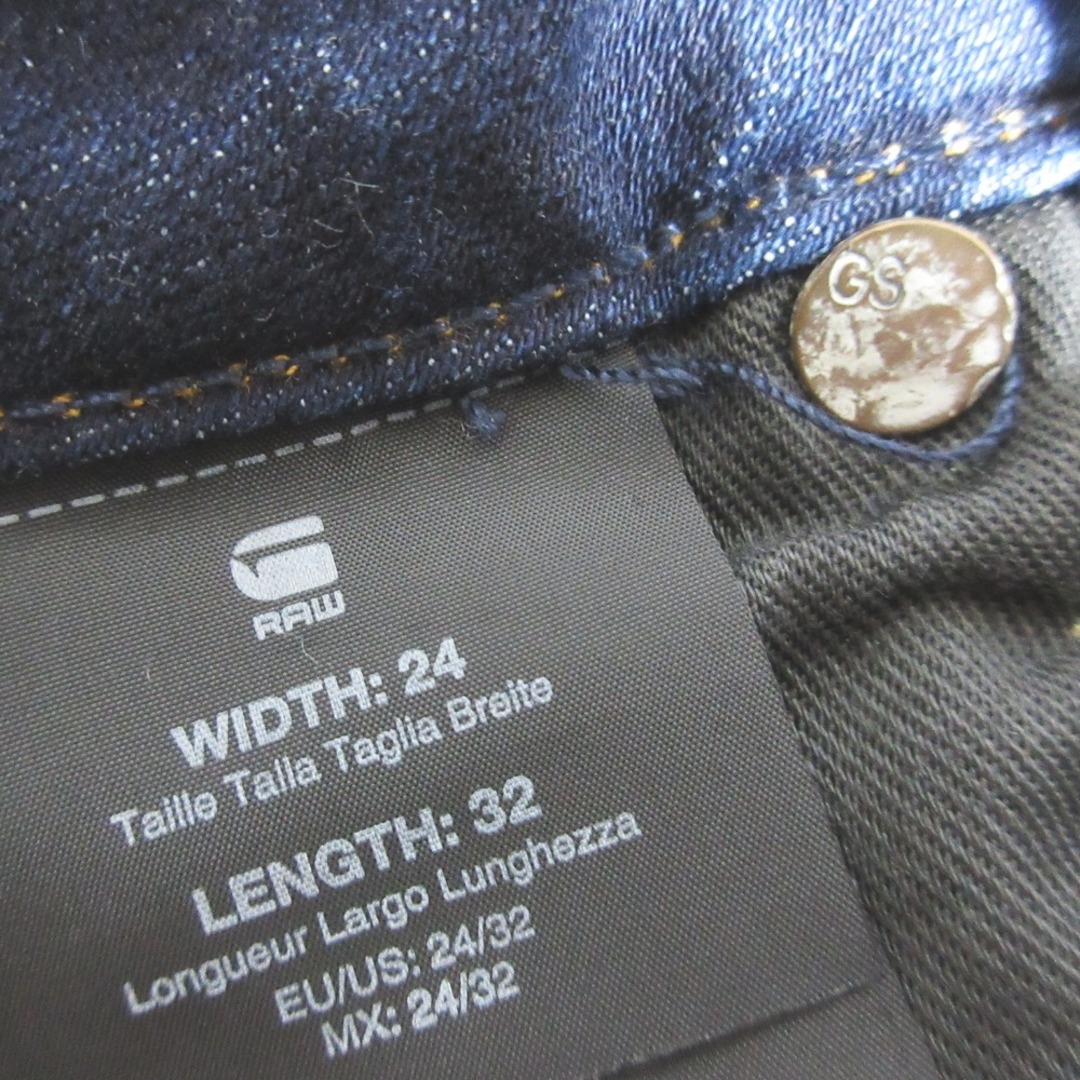 GS
RAW
WIDTH: 24
Taille Talla Taglia Breite
LENGTH: 32
Longueur Largo Lunghezza
EU/US: 24/32
MX: 24/32